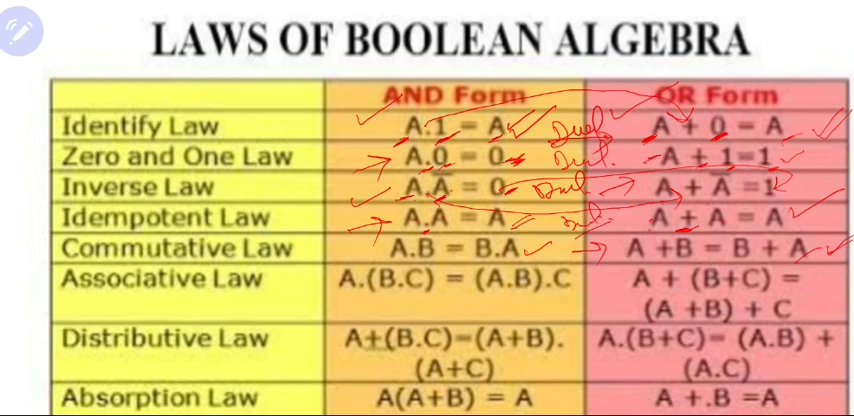 LAWS OF BOOLEAN ALGEBRA
AND Form OR Form
Identify Law A.1 = A Dual A + 0 = A
Zero and One Law A.0 = 0 Dual. A + 1=1
Inverse Law A.A̅ = 0 Dual A + A̅ =1
Idempotent Law A.A = A A + A = A
Commutative Law A.B = B.A A +B = B + A
Associative Law A.(B.C) = (A.B).C A + (B+C) =
(A +B) + C
Distributive Law A+(B.C)=(A+B). A.(B+C)= (A.B) +
(A+C) (A.C)
Absorption Law A(A+B) = A A +.B =A